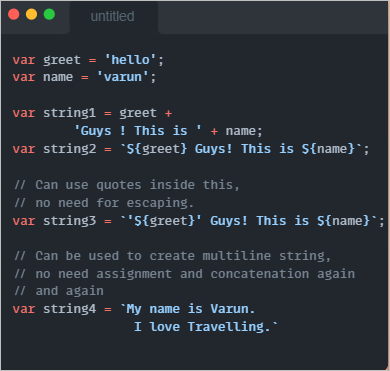 untitled
var greet = 'hello';
var name = 'varun';
var string1 = greet +
'Guys ! This is ' + name;
var string2 = `${greet} Guys! This is ${name}`;
// Can use quotes inside this,
// no need for escaping.
var string3 = `'${greet}' Guys! This is ${name}`;
// Can be used to create multiline string,
// no need assignment and concatenation again
// and again
var string4 = `My name is Varun.
I love Travelling.`